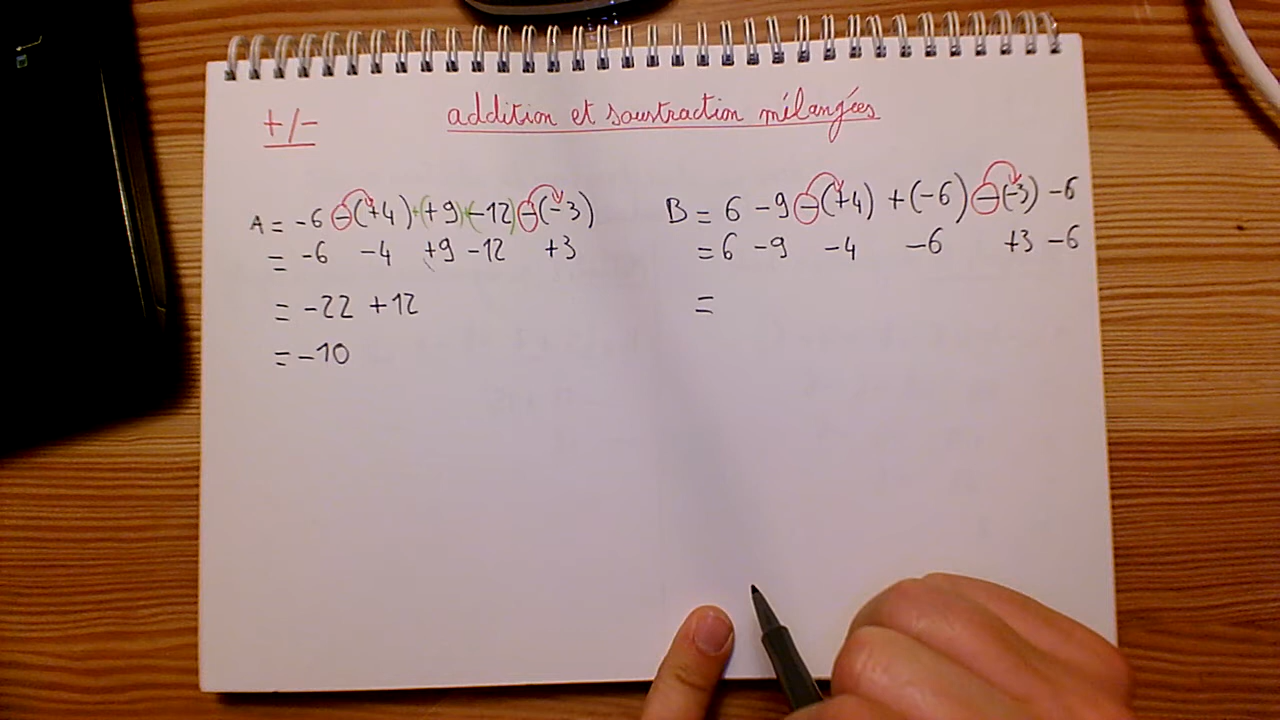 +/-
addition et soustraction mélangées
A = -6 -(+4)+(+9)+(-12)-(-3)
= -6 -4 +9 -12 +3
= -22 +12
= -10
B = 6 -9 -(+4) +(-6) -(-3) -6
= 6 -9 -4 -6 +3 -6
=